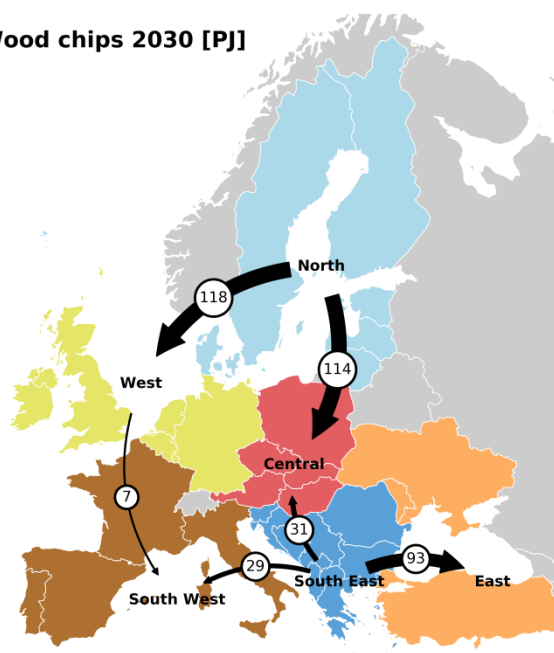 Wood chips 2030 [PJ]
North
118
114
West
Central
7
31
29
93
South East
East
South West